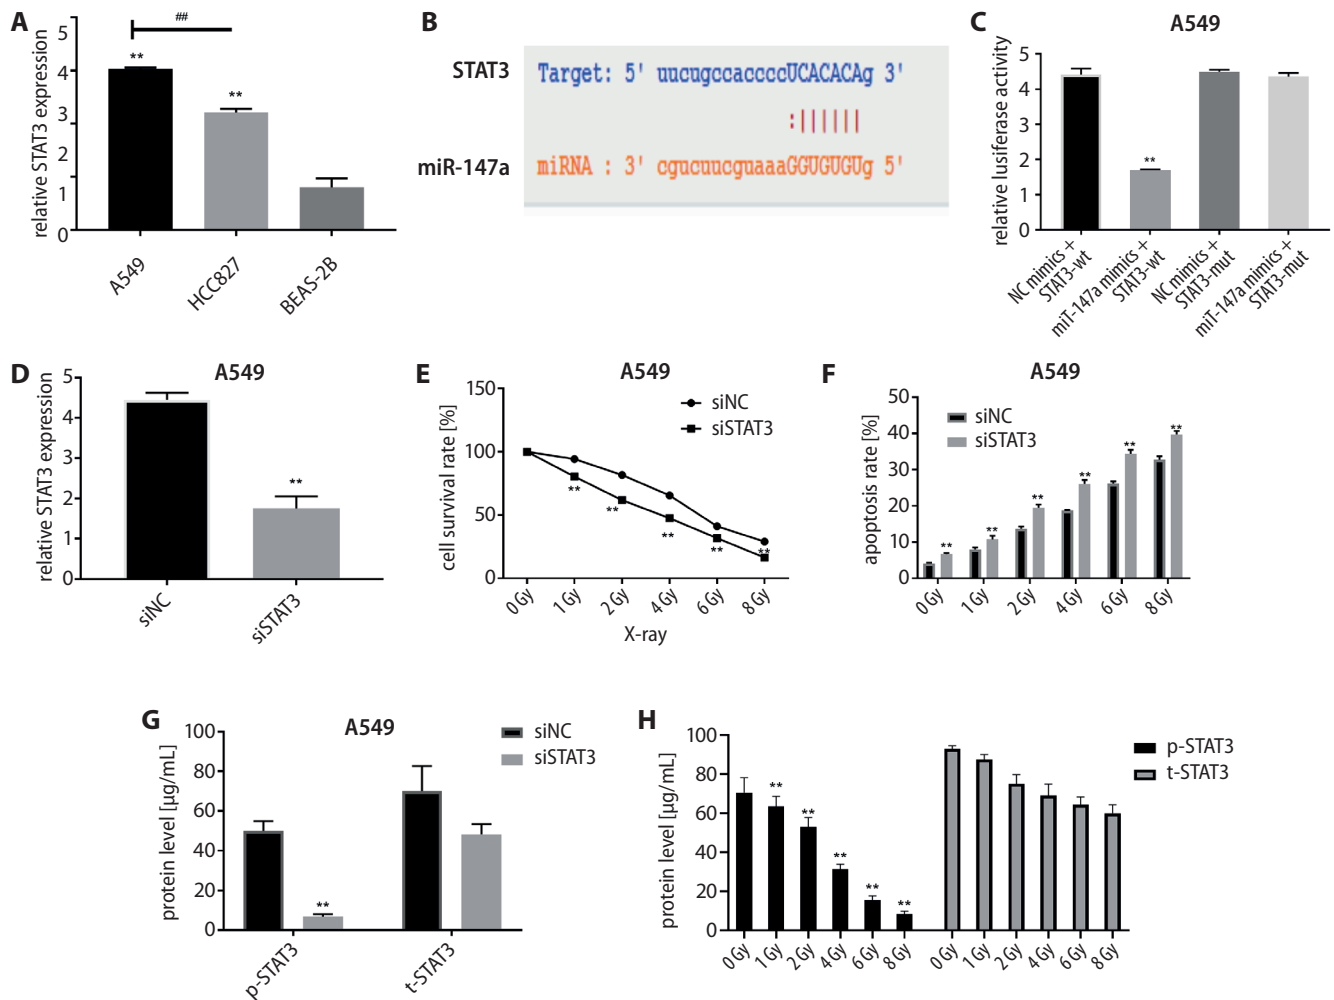 A
relative STAT3 expression
5
4
3
2
1
0
##
**
**
A549
HCC827
BEAS-2B
B
STAT3
Target: 5' uucugccaccccUCACACAg 3'
:||||||
miR-147a
miRNA : 3' cgucuucguaaaGGUGUGUg 5'
C
A549
relative lusiferase activity
5
4
3
2
1
0
**
NC mimics +
STAT3-wt
miT-147a mimics +
STAT3-wt
NC mimics +
STAT3-mut
miT-147a mimics +
STAT3-mut
D
A549
relative STAT3 expression
5
4
3
2
1
0
**
siNC
siSTAT3
E
A549
cell survival rate [%]
150
100
50
0
siNC
siSTAT3
**
**
**
**
**
0 Gy
1 Gy
2 Gy
4 Gy
6 Gy
8 Gy
X-ray
F
A549
apoptosis rate [%]
50
40
30
20
10
0
siNC
siSTAT3
**
**
**
**
**
**
0 Gy
1 Gy
2 Gy
4 Gy
6 Gy
8 Gy
G
A549
protein level [µg/mL]
100
80
60
40
20
0
siNC
siSTAT3
**
p-STAT3
t-STAT3
H
protein level [µg/mL]
100
80
60
40
20
0
p-STAT3
t-STAT3
**
**
**
**
**
0 Gy
1 Gy
2 Gy
4 Gy
6 Gy
8 Gy
0 Gy
1 Gy
2 Gy
4 Gy
6 Gy
8 Gy